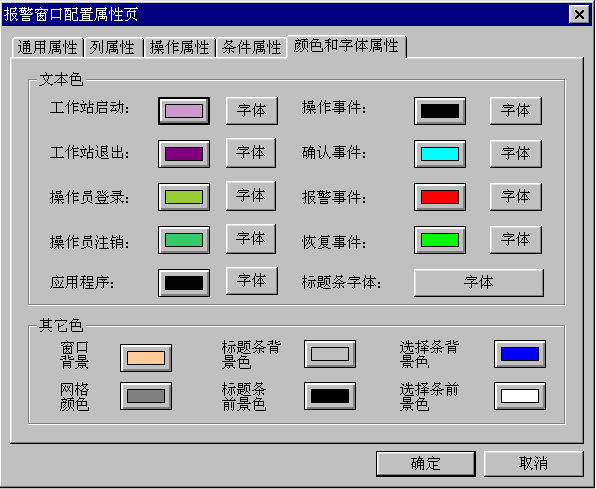 报警窗口配置属性页
通用属性 列属性 操作属性 条件属性 颜色和字体属性
文本色
工作站启动： 字体 操作事件： 字体
工作站退出： 字体 确认事件： 字体
操作员登录： 字体 报警事件： 字体
操作员注销： 字体 恢复事件： 字体
应用程序： 字体 标题条字体： 字体
其它色
窗口
背景
标题条背
景色
选择条背
景色
网格
颜色
标题条
前景色
选择条前
景色
确定 取消